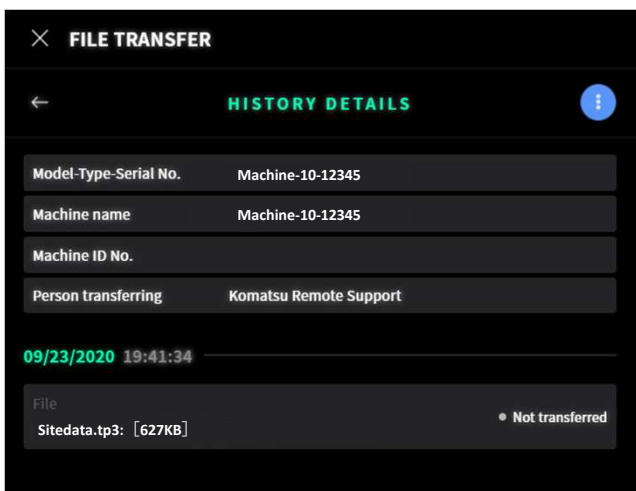 FILE TRANSFER
HISTORY DETAILS
Model-Type-Serial No. Machine-10-12345
Machine name Machine-10-12345
Machine ID No.
Person transferring Komatsu Remote Support
09/23/2020 19:41:34
File
Sitedata.tp3: [627KB]
Not transferred